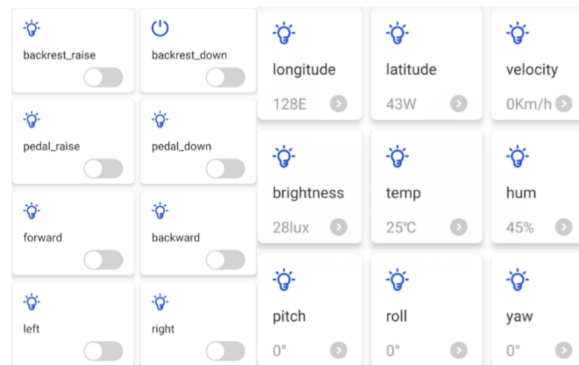 backrest_raise
backrest_down
pedal_raise
pedal_down
forward
backward
left
right
longitude
latitude
velocity
128E
43W
0Km/h
brightness
temp
hum
28lux
25℃
45%
pitch
roll
yaw
0°
0°
0°